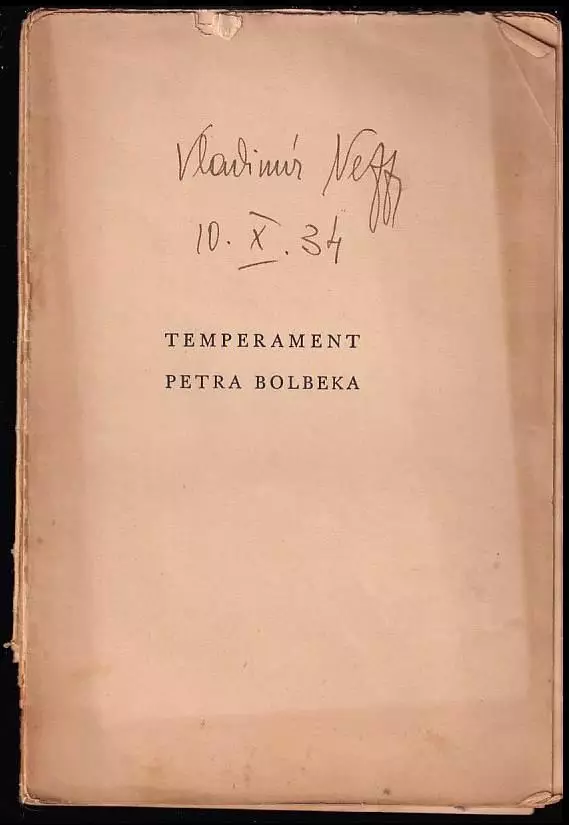 Vladimír Neff
10. X. 34
TEMPERAMENT
PETRA BOLBEKA